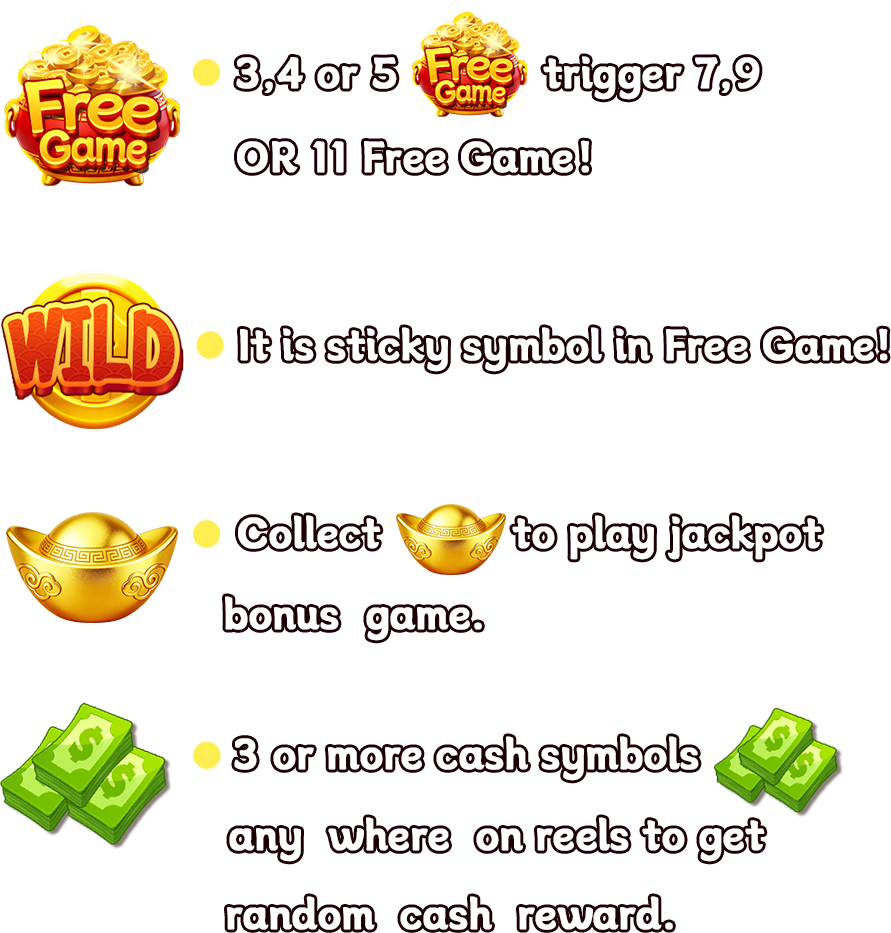 Free
Game
3,4 or 5 Free Game trigger 7,9
OR 11 Free Game!
WILD
It is sticky symbol in Free Game!
Collect to play jackpot
bonus game.
3 or more cash symbols
any where on reels to get
random cash reward.